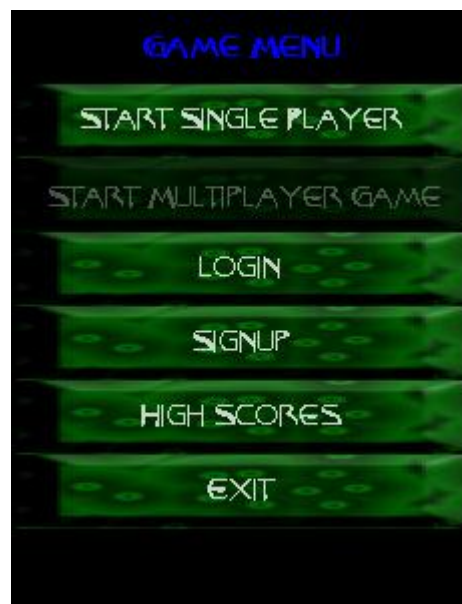 GAME MENU
START SINGLE PLAYER
START MULTIPLAYER GAME
LOGIN
SIGNUP
HIGH SCORES
EXIT